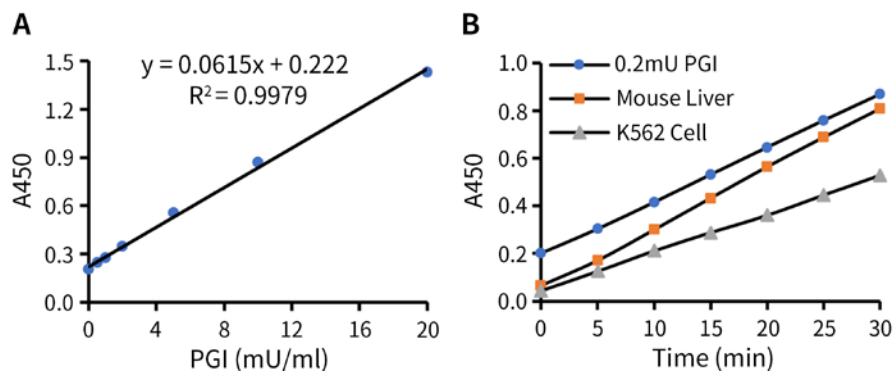 A
y = 0.0615x + 0.222
R² = 0.9979
A450
1.5
1.2
0.9
0.6
0.3
0.0
0 4 8 12 16 20
PGI (mU/ml)
B
0.2mU PGI
Mouse Liver
K562 Cell
A450
1.0
0.8
0.6
0.4
0.2
0.0
0 5 10 15 20 25 30
Time (min)